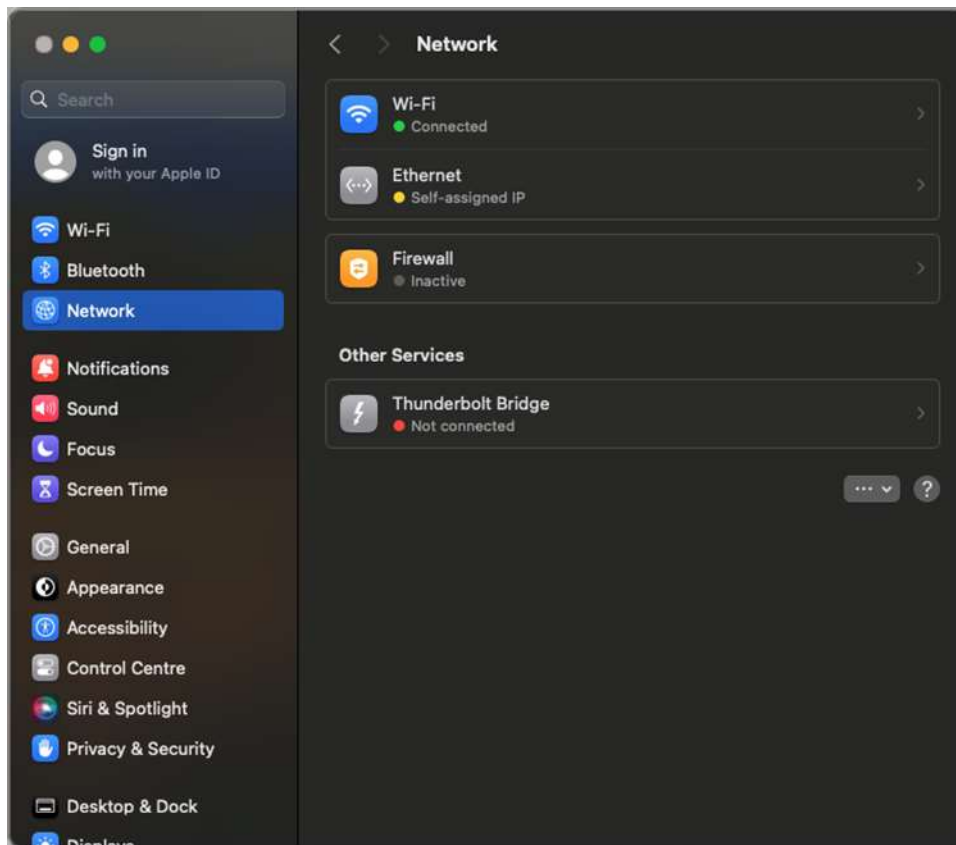 Network
Search
Sign in
with your Apple ID
Wi-Fi
Bluetooth
Network
Notifications
Sound
Focus
Screen Time
General
Appearance
Accessibility
Control Centre
Siri & Spotlight
Privacy & Security
Desktop & Dock
Displays
Wi-Fi
Connected
Ethernet
Self-assigned IP
Firewall
Inactive
Other Services
Thunderbolt Bridge
Not connected
?